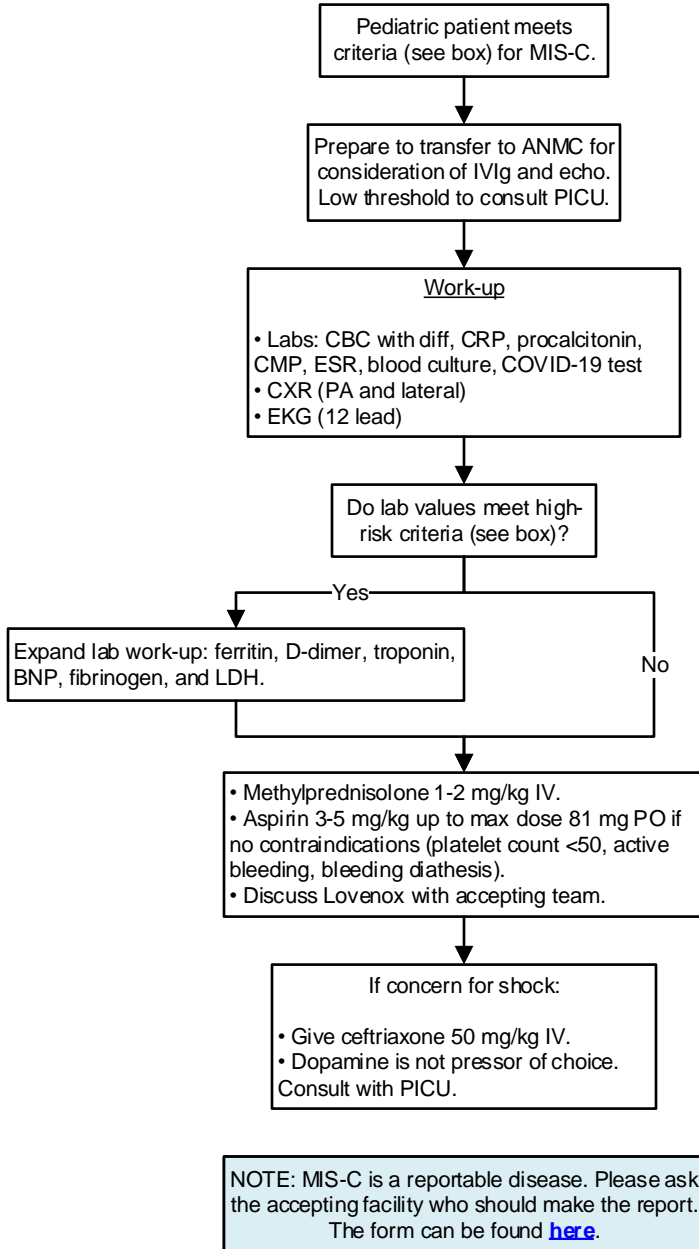 Pediatric patient meets
criteria (see box) for MIS-C.
Prepare to transfer to ANMC for
consideration of IVIg and echo.
Low threshold to consult PICU.
Work-up
• Labs: CBC with diff, CRP, procalcitonin,
CMP, ESR, blood culture, COVID-19 test
• CXR (PA and lateral)
• EKG (12 lead)
Do lab values meet high-
risk criteria (see box)?
Yes
Expand lab work-up: ferritin, D-dimer, troponin,
BNP, fibrinogen, and LDH.
No
• Methylprednisolone 1-2 mg/kg IV.
• Aspirin 3-5 mg/kg up to max dose 81 mg PO if
no contraindications (platelet count <50, active
bleeding, bleeding diathesis).
• Discuss Lovenox with accepting team.
If concern for shock:
• Give ceftriaxone 50 mg/kg IV.
• Dopamine is not pressor of choice.
Consult with PICU.
NOTE: MIS-C is a reportable disease. Please ask
the accepting facility who should make the report.
The form can be found here.